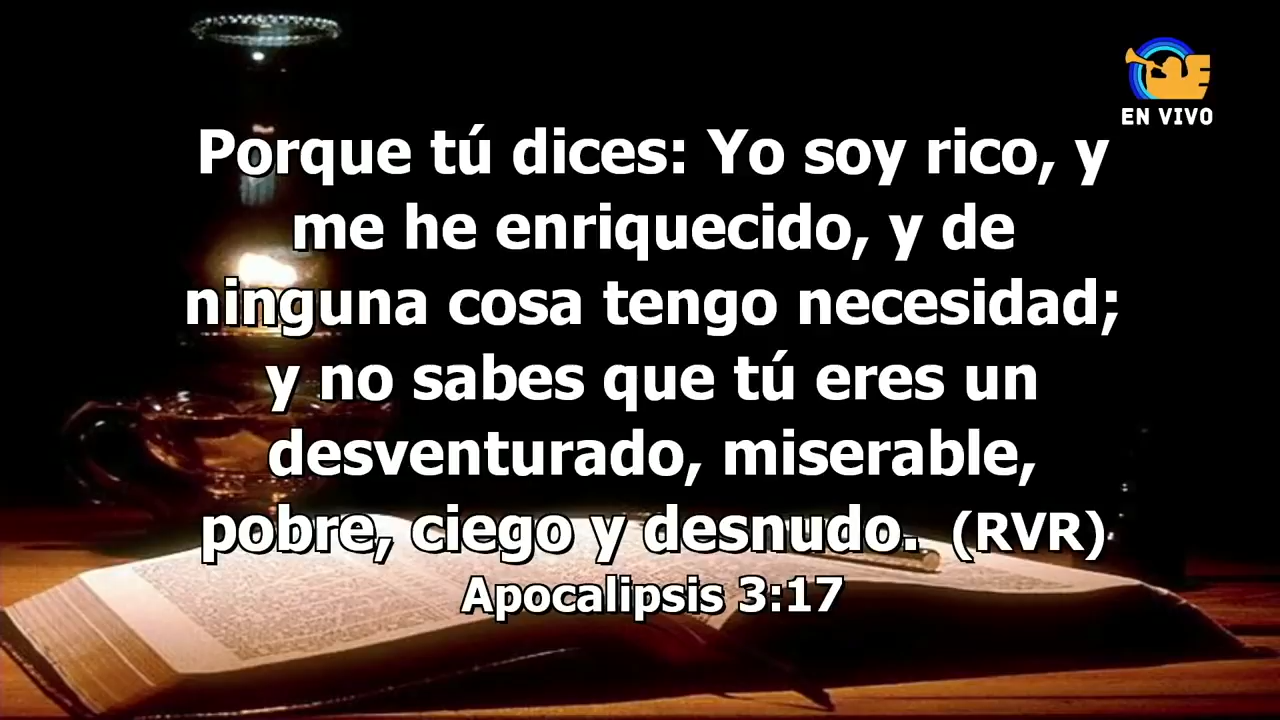 EN VIVO
Porque tú dices: Yo soy rico, y
me he enriquecido, y de
ninguna cosa tengo necesidad;
y no sabes que tú eres un
desventurado, miserable,
pobre, ciego y desnudo. (RVR)
Apocalipsis 3:17